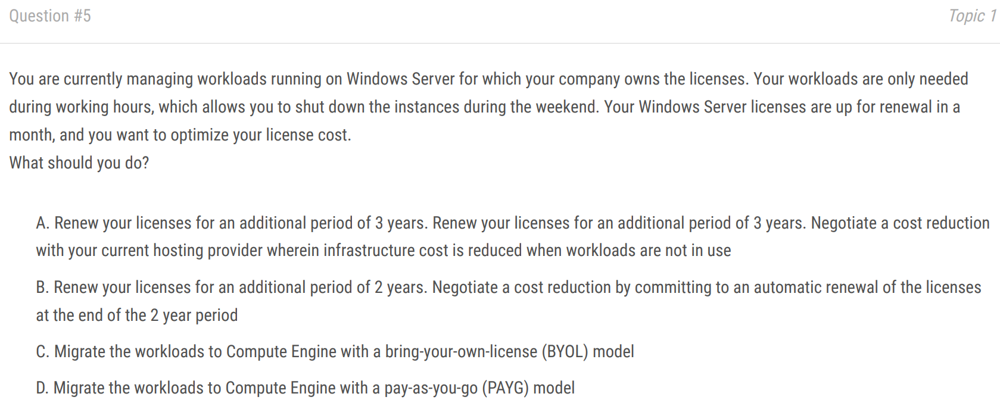 Question #5
Topic 1
You are currently managing workloads running on Windows Server for which your company owns the licenses. Your workloads are only needed
during working hours, which allows you to shut down the instances during the weekend. Your Windows Server licenses are up for renewal in a
month, and you want to optimize your license cost.
What should you do?
A. Renew your licenses for an additional period of 3 years. Renew your licenses for an additional period of 3 years. Negotiate a cost reduction
with your current hosting provider wherein infrastructure cost is reduced when workloads are not in use
B. Renew your licenses for an additional period of 2 years. Negotiate a cost reduction by committing to an automatic renewal of the licenses
at the end of the 2 year period
C. Migrate the workloads to Compute Engine with a bring-your-own-license (BYOL) model
D. Migrate the workloads to Compute Engine with a pay-as-you-go (PAYG) model